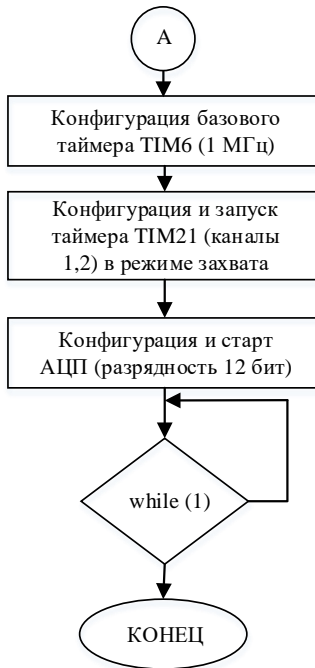 А
Конфигурация базового
таймера TIM6 (1 МГц)
Конфигурация и запуск
таймера TIM21 (каналы
1,2) в режиме захвата
Конфигурация и старт
АЦП (разрядность 12 бит)
while (1)
КОНЕЦ